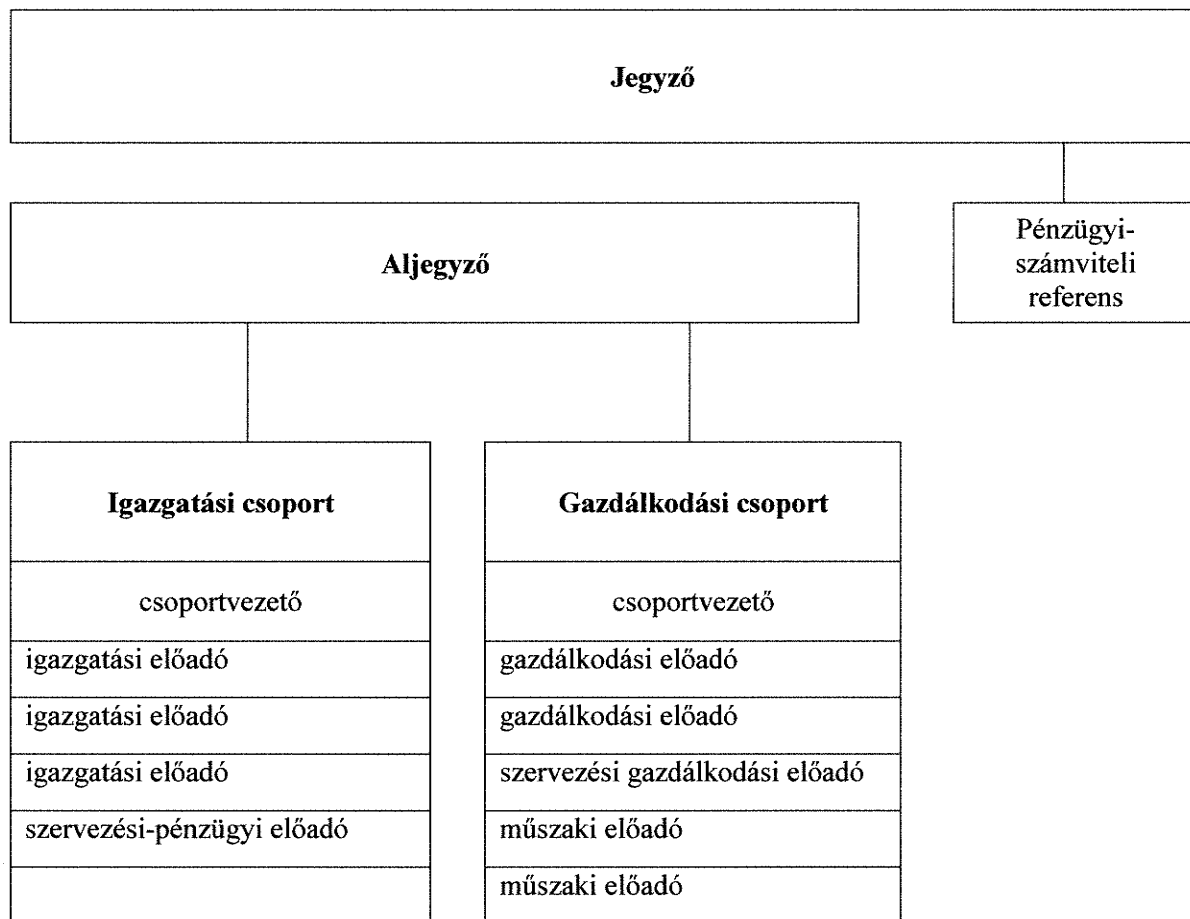 Jegyző
Aljegyző
Pénzügyi-
számviteli
referens
Igazgatási csoport
csoportvezető
igazgatási előadó
igazgatási előadó
igazgatási előadó
szervezési-pénzügyi előadó
Gazdálkodási csoport
csoportvezető
gazdálkodási előadó
gazdálkodási előadó
szervezési gazdálkodási előadó
műszaki előadó
műszaki előadó